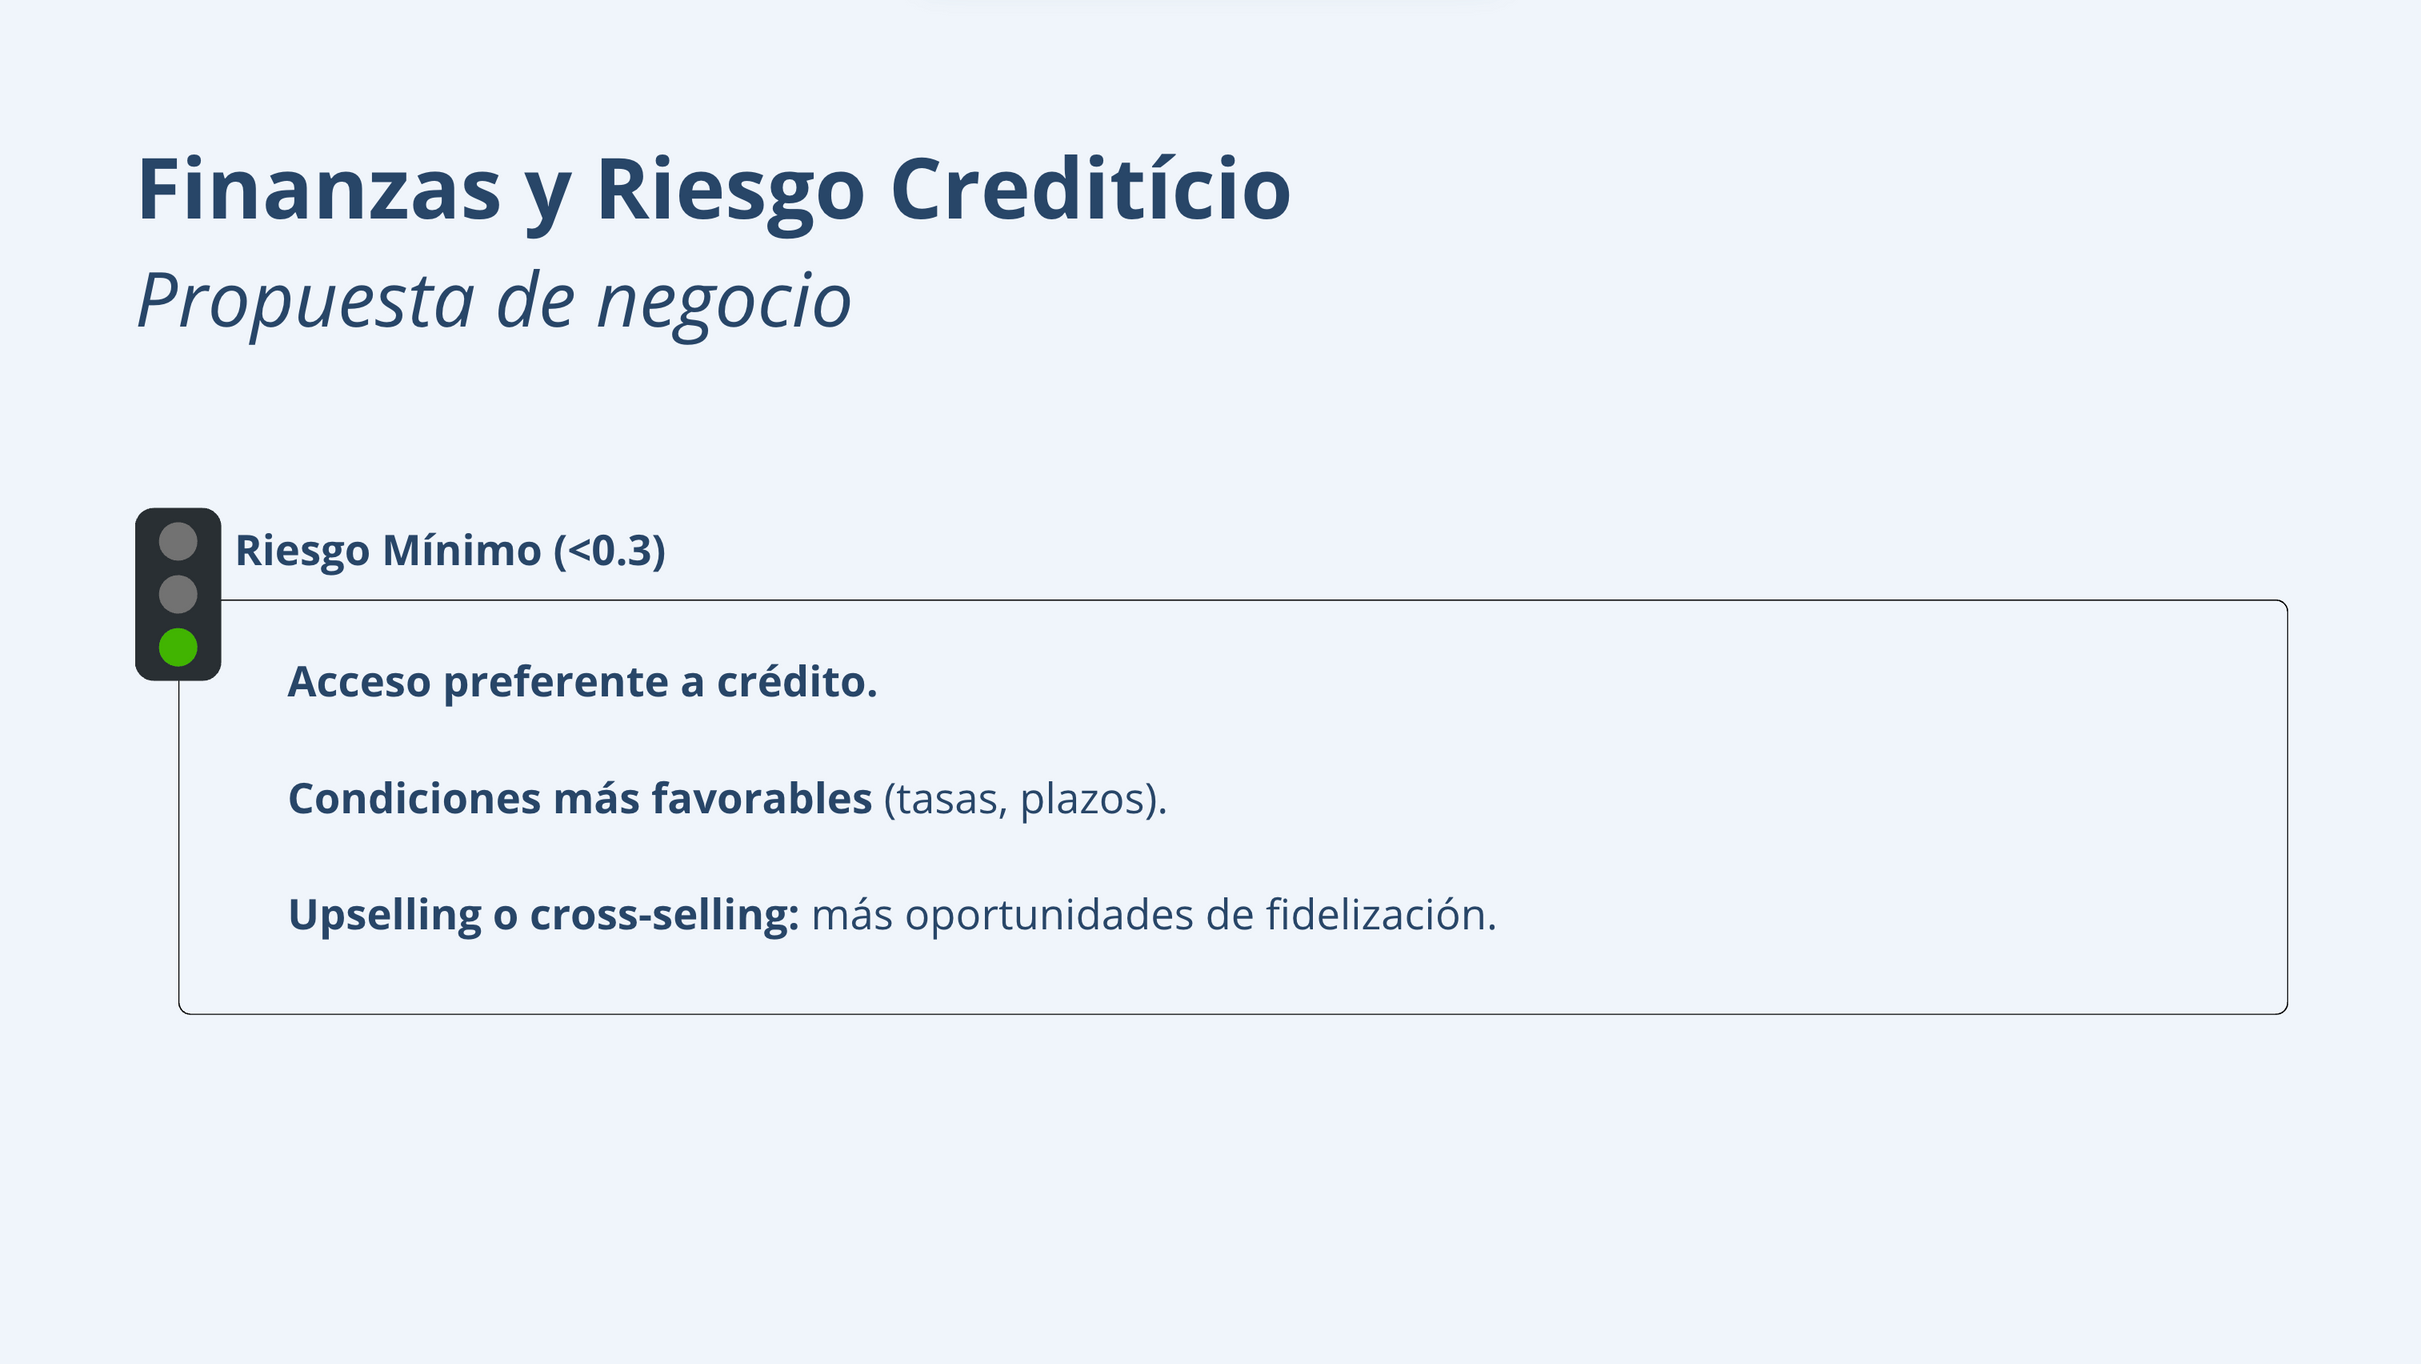 Finanzas y Riesgo Creditício
Propuesta de negocio
Riesgo Mínimo (<0.3)
Acceso preferente a crédito.
Condiciones más favorables (tasas, plazos).
Upselling o cross-selling: más oportunidades de fidelización.